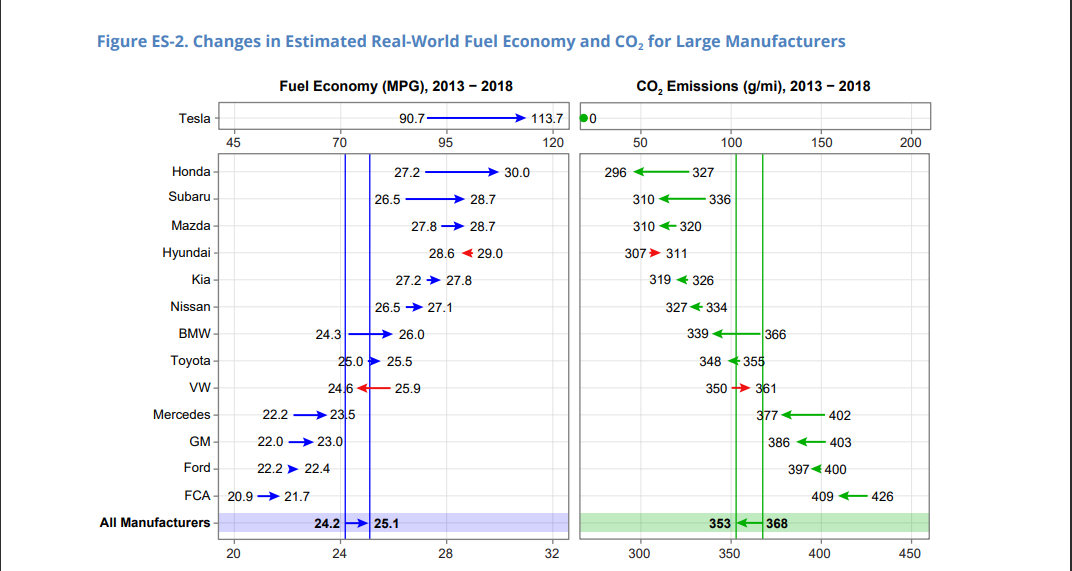 Figure ES-2. Changes in Estimated Real-World Fuel Economy and CO₂ for Large Manufacturers
Fuel Economy (MPG), 2013 − 2018 CO₂ Emissions (g/mi), 2013 − 2018
Tesla 90.7 113.7 0
45 70 95 120 50 100 150 200
Honda 27.2 30.0 296 327
Subaru 26.5 28.7 310 336
Mazda 27.8 28.7 310 320
Hyundai 28.6 29.0 307 311
Kia 27.2 27.8 319 326
Nissan 26.5 27.1 327 334
BMW 24.3 26.0 339 366
Toyota 25.0 25.5 348 355
VW 24.6 25.9 350 361
Mercedes 22.2 23.5 377 402
GM 22.0 23.0 386 403
Ford 22.2 22.4 397 400
FCA 20.9 21.7 409 426
All Manufacturers 24.2 25.1 353 368
20 24 28 32 300 350 400 450